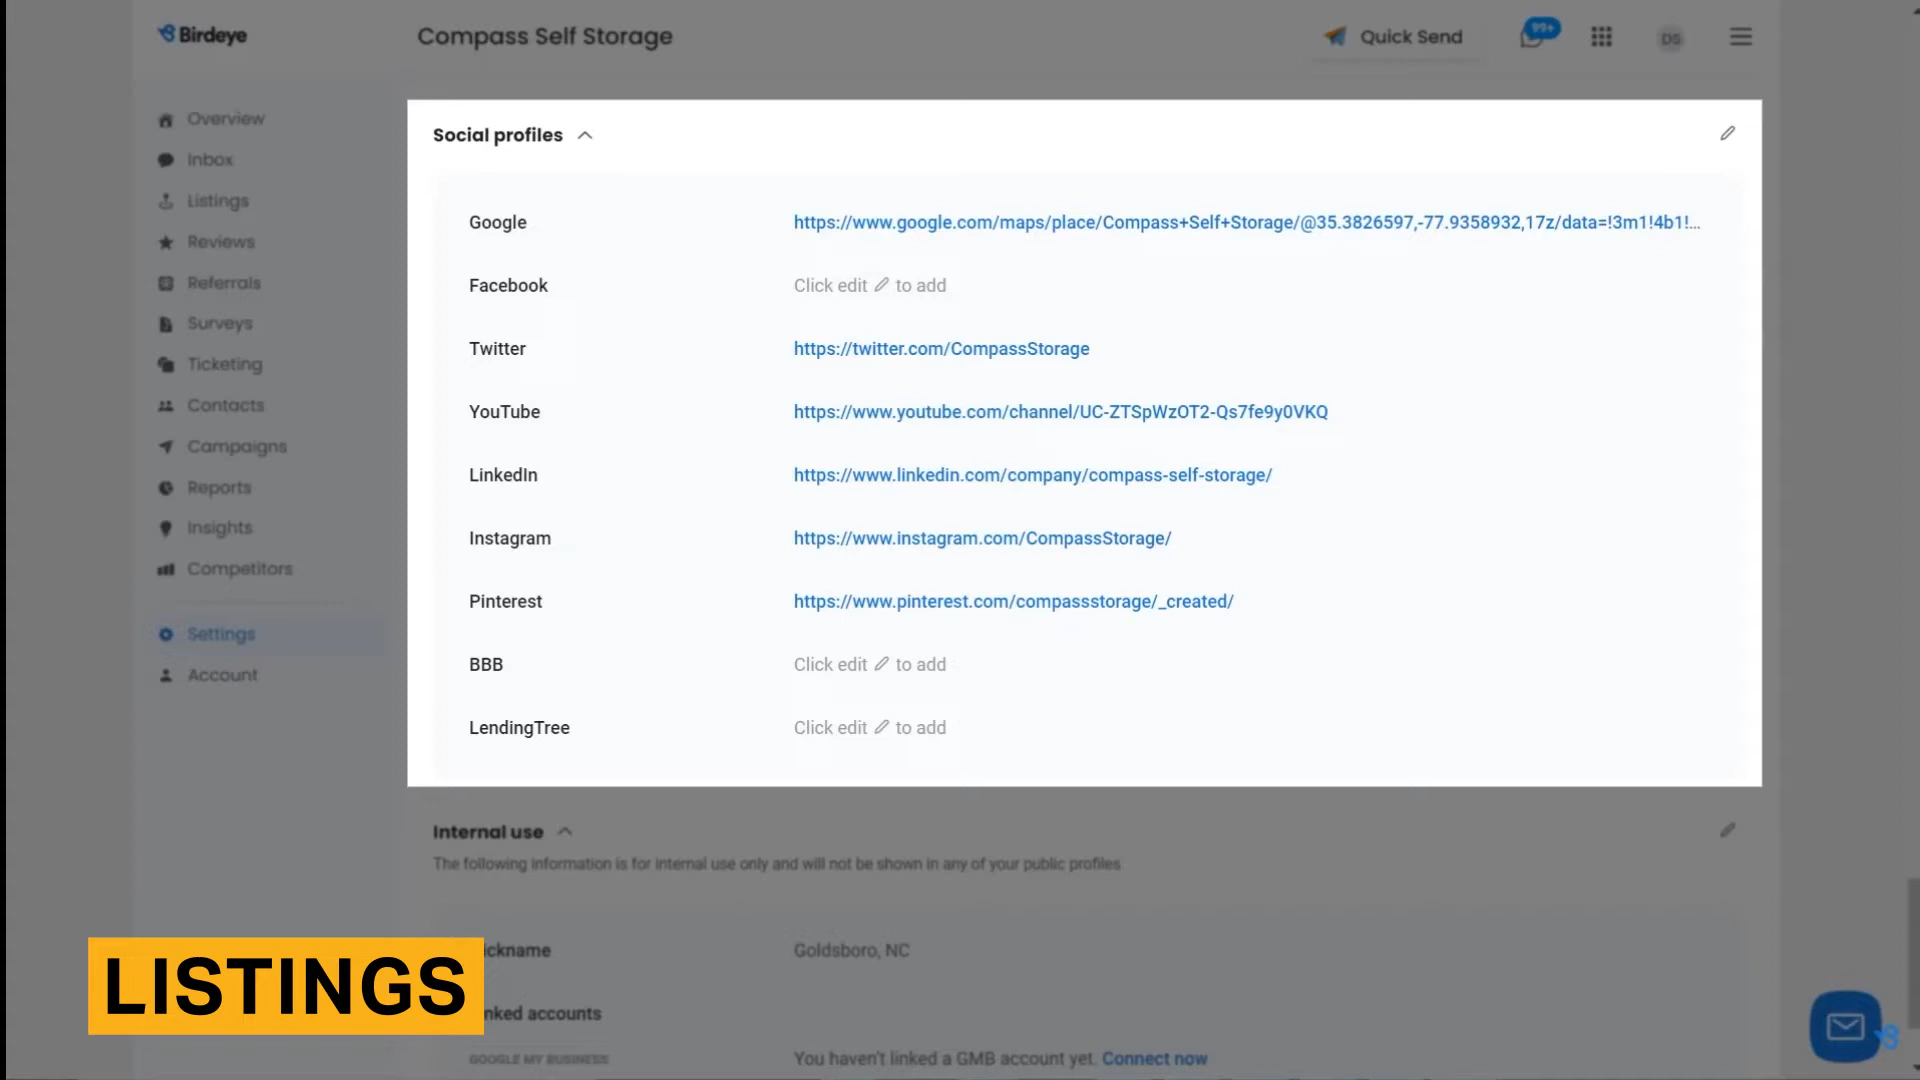 Birdeye
Compass Self Storage
Quick Send
99+
DS
Overview
Inbox
Listings
Reviews
Referrals
Surveys
Ticketing
Contacts
Campaigns
Reports
Insights
Competitors
Settings
Account
Social profiles
Google https://www.google.com/maps/place/Compass+Self+Storage/@35.3826597,-77.9358932,17z/data=!3m1!4b1!...
Facebook Click edit to add
Twitter https://twitter.com/CompassStorage
YouTube https://www.youtube.com/channel/UC-ZTSpWzOT2-Qs7fe9y0VKQ
LinkedIn https://www.linkedin.com/company/compass-self-storage/
Instagram https://www.instagram.com/CompassStorage/
Pinterest https://www.pinterest.com/compassstorage/_created/
BBB Click edit to add
LendingTree Click edit to add
Internal use
The following information is for internal use only and will not be shown in any of your public profiles
ickname Goldsboro, NC
nked accounts
GOOGLE MY BUSINESS You haven't linked a GMB account yet. Connect now
LISTINGS